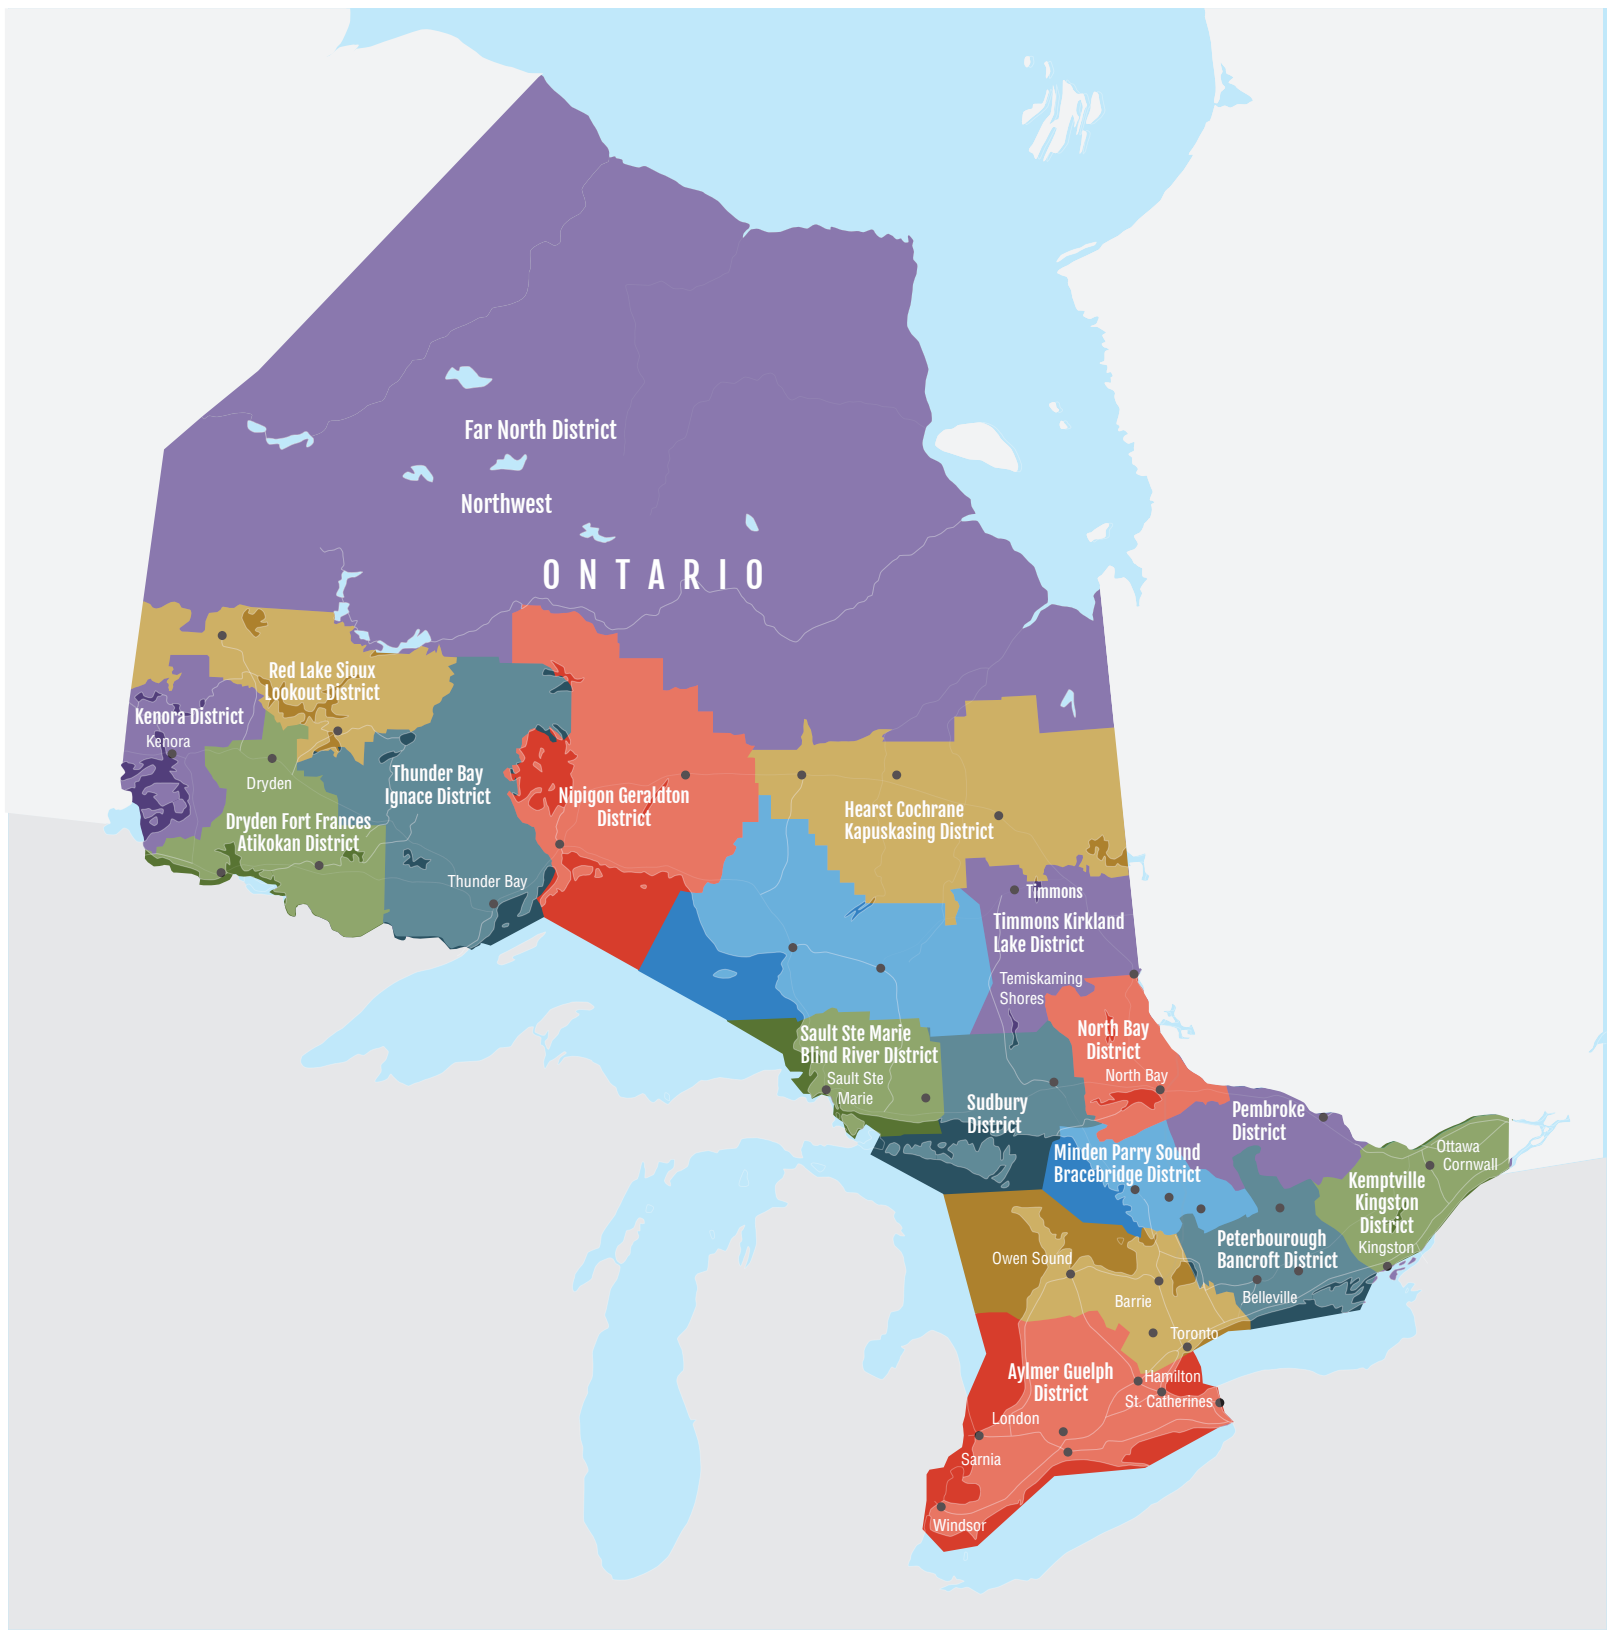 Far North District
Northwest
ONTARIO
Red Lake Sioux
Lookout District
Kenora District
Kenora
Dryden
Thunder Bay
Ignace District
Nipigon Geraldton
District
Hearst Cochrane
Kapuskasing District
Dryden Fort Frances
Atikokan District
Thunder Bay
Timmons
Timmons Kirkland
Lake District
Temiskaming
Shores
Sault Ste Marie
Blind River DIstrict
Sault Ste
Marie
North Bay
District
North Bay
Sudbury
District
Pembroke
District
Minden Parry Sound
Bracebridge District
Ottawa
Cornwall
Kemptville
Kingston
District
Kingston
Peterbourough
Bancroft District
Belleville
Owen Sound
Barrie
Toronto
Aylmer Guelph
District
Hamilton
St. Catherines
London
Sarnia
Windsor